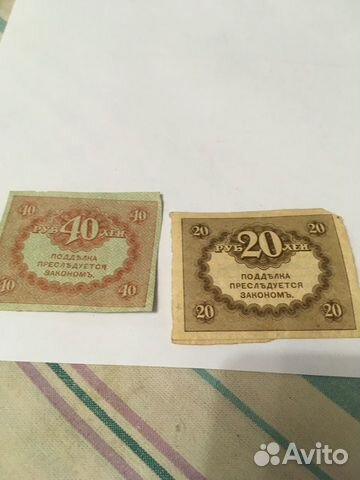 40 40
РУБ 40 ЛЕЙ
ПОДДѢЛКА
ПРЕСЛѢДУЕТСЯ
ЗАКОНОМЪ.
40 40
20 20
РУБ 20 ЛЕЙ
ПОДДѢЛКА
ПРЕСЛѢДУЕТСЯ
ЗАКОНОМЪ.
20 20
Avito